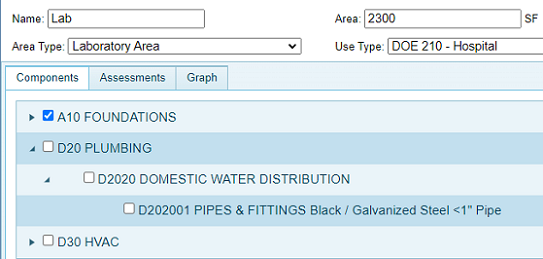 Name: Lab Area: 2300 SF
Area Type: Laboratory Area Use Type: DOE 210 - Hospital
Components Assessments Graph
A10 FOUNDATIONS
D20 PLUMBING
D2020 DOMESTIC WATER DISTRIBUTION
D202001 PIPES & FITTINGS Black / Galvanized Steel <1" Pipe
D30 HVAC